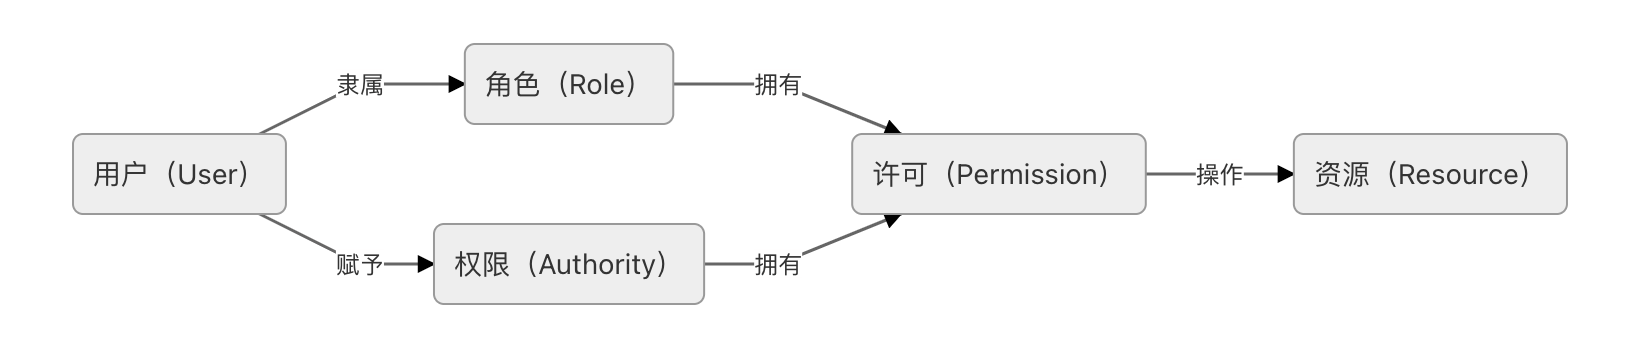 隶属
角色（Role）
拥有
用户（User）
许可（Permission）
操作
资源（Resource）
赋予
权限（Authority）
拥有